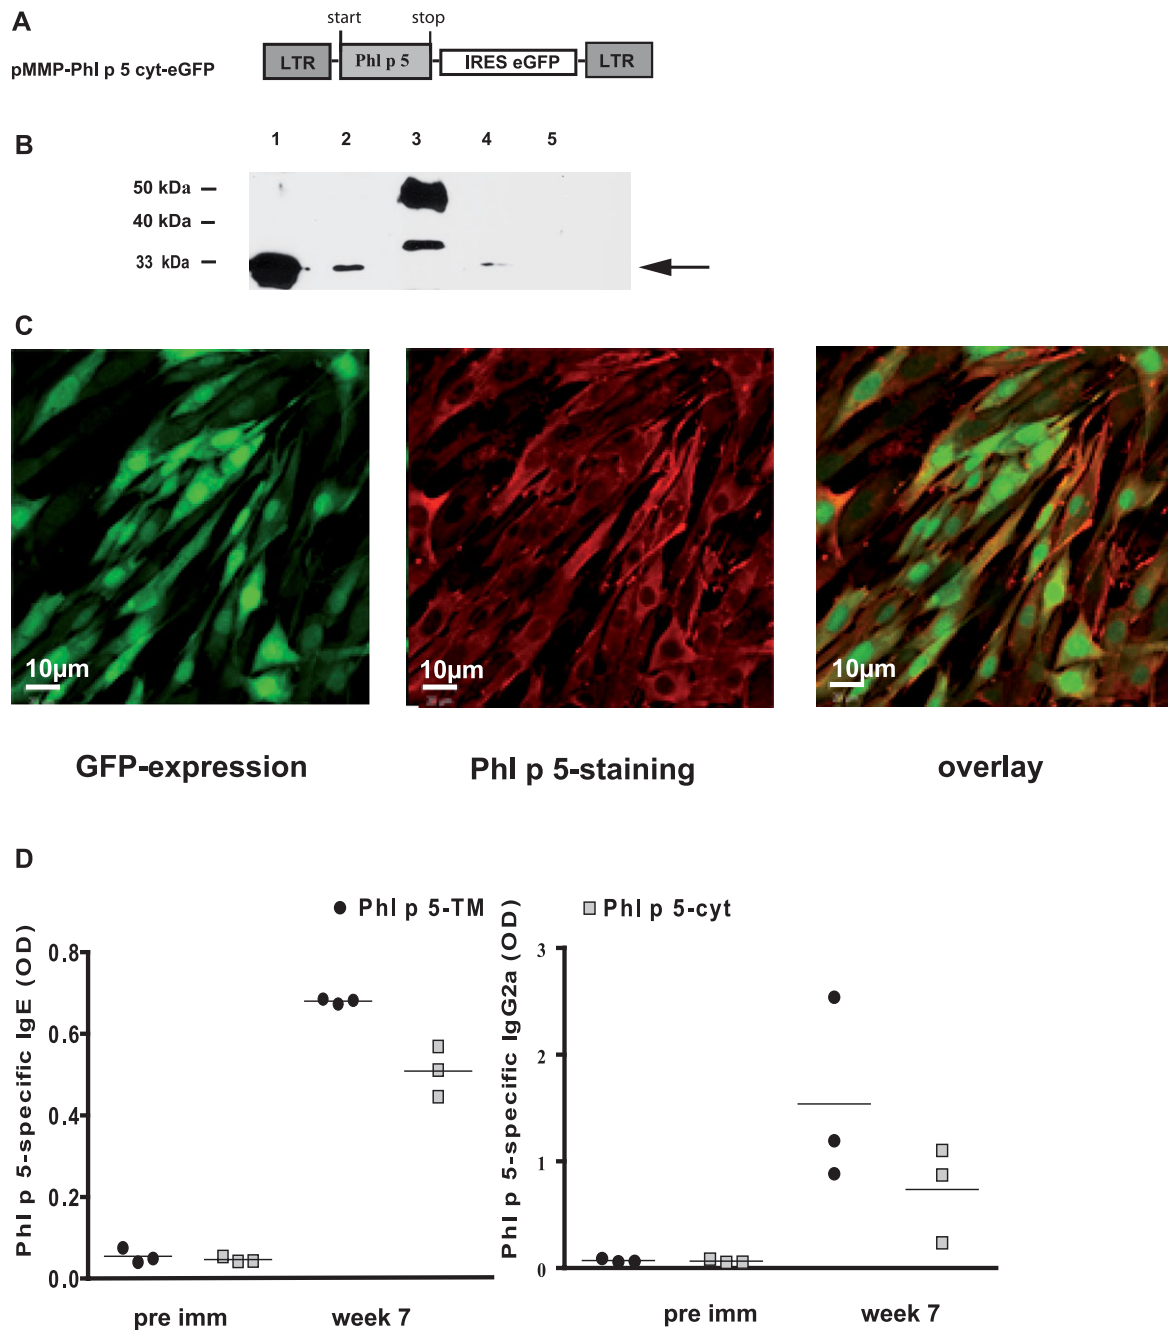 A
start stop
pMMP-Phl p 5 cyt-eGFP LTR Phl p 5 IRES eGFP LTR
B
1 2 3 4 5
50 kDa
40 kDa
33 kDa
C
10µm 10µm 10µm
GFP-expression Phl p 5-staining overlay
D
Phl p 5-TM Phl p 5-cyt
Phl p 5-specific IgE (OD)
0.8
0.6
0.4
0.2
0.0
pre imm week 7
Phl p 5-specific IgG2a (OD)
3
2
1
0
pre imm week 7